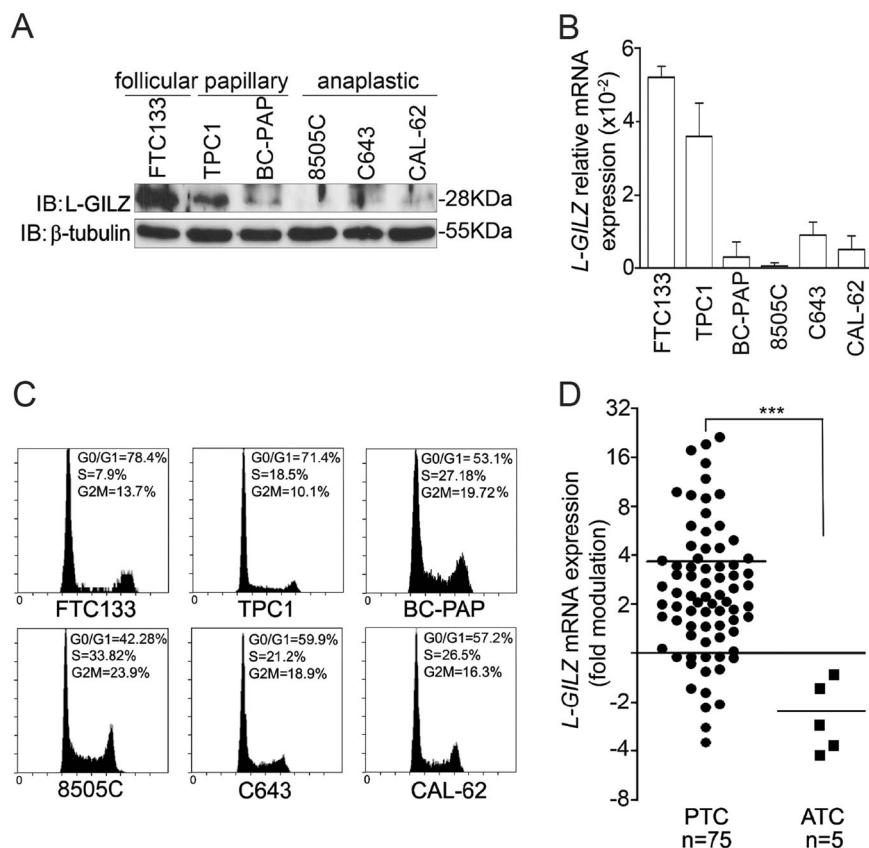 A
follicular papillary anaplastic
FTC133 TPC1 BC-PAP 8505C C643 CAL-62
IB:L-GILZ -28KDa
IB:β-tubulin -55KDa
B
L-GILZ relative mRNA
expression (x10⁻²)
6
4
2
0
FTC133 TPC1 BC-PAP 8505C C643 CAL-62
C
G0/G1=78.4%
S=7.9%
G2M=13.7%
0
FTC133
G0/G1=71.4%
S=18.5%
G2M=10.1%
0
TPC1
G0/G1=53.1%
S=27.18%
G2M=19.72%
0
BC-PAP
G0/G1=42.28%
S=33.82%
G2M=23.9%
0
8505C
G0/G1=59.9%
S=21.2%
G2M=18.9%
0
C643
G0/G1=57.2%
S=26.5%
G2M=16.3%
0
CAL-62
D
L-GILZ mRNA expression
(fold modulation)
32
16
8
4
2
-2
-4
-8
***
PTC ATC
n=75 n=5